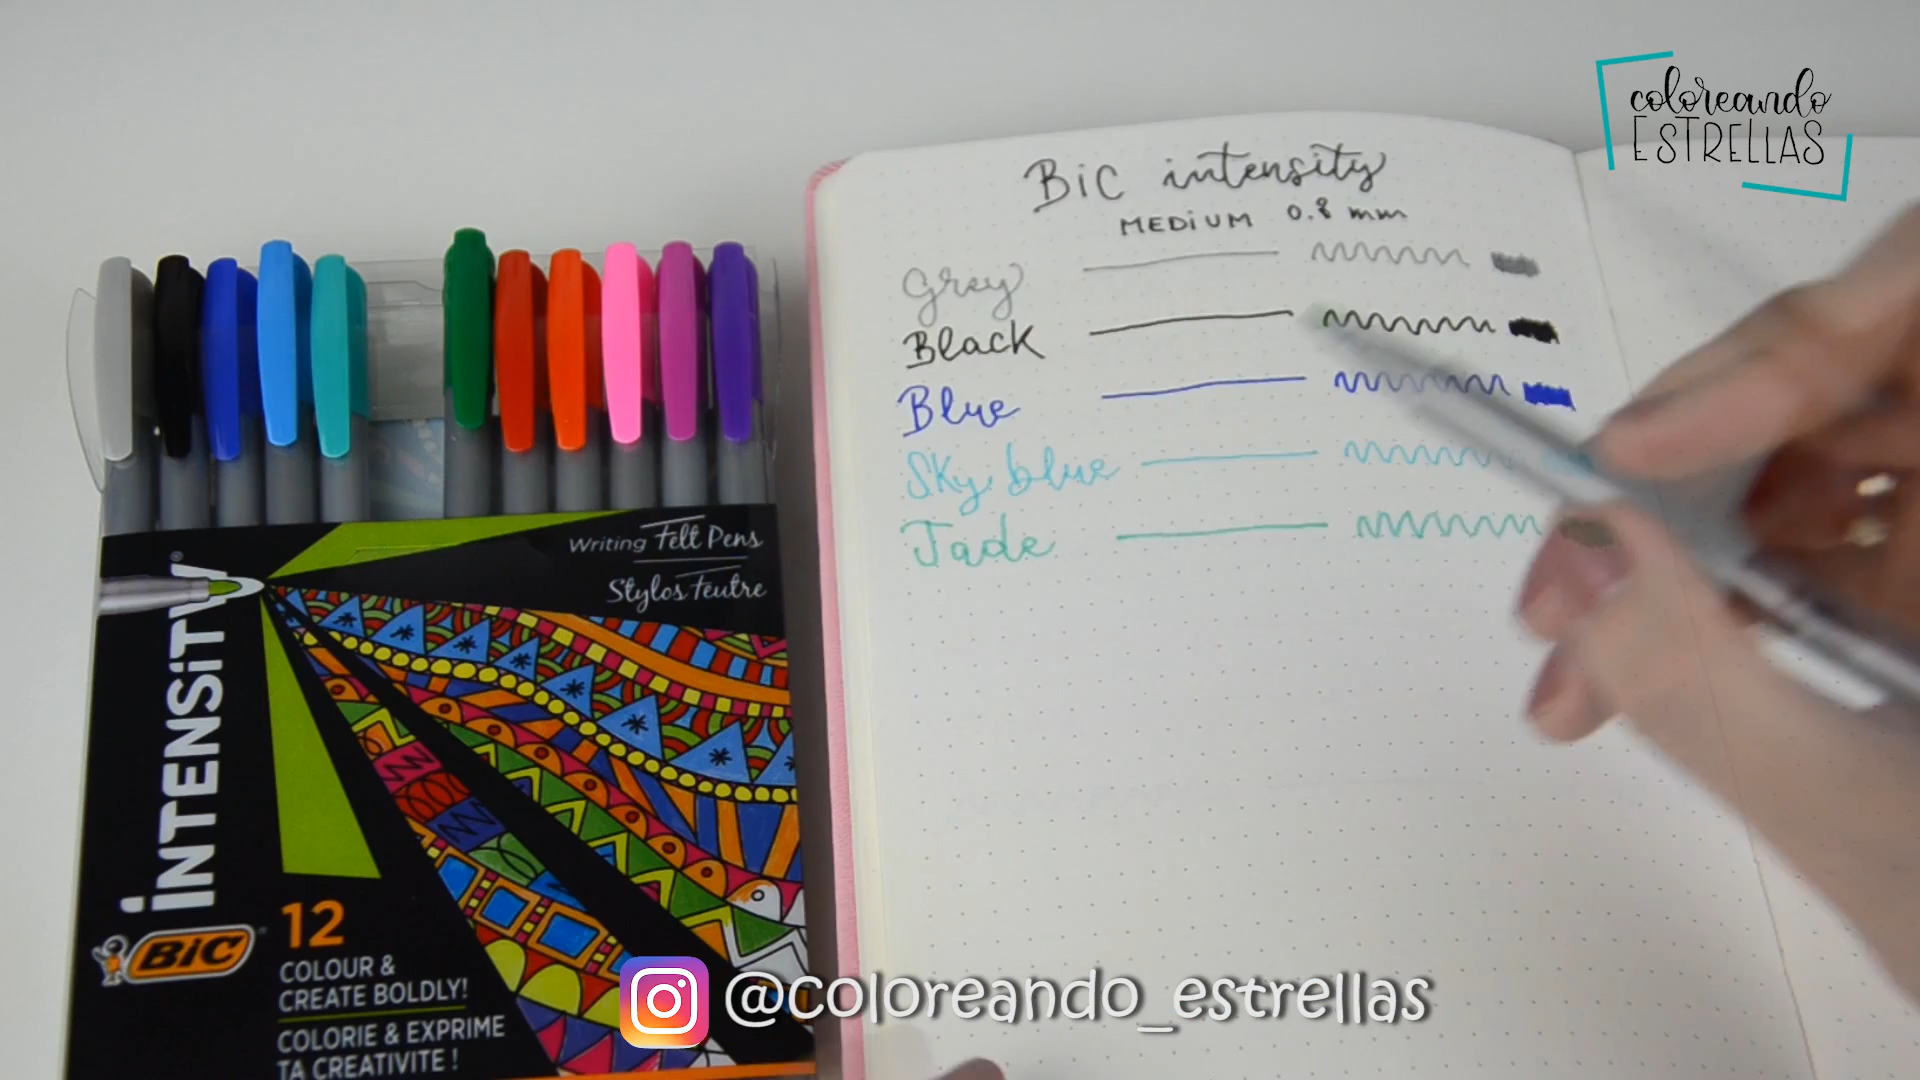 coloreando
ESTRELLAS
BiC intensity
MEDiUM 0.8 mm
Grey
Black
Blue
Sky blue
Jade
Writing Felt Pens
Stylos Feutre
iNTENSiTY®
BiC®
12
COLOUR &
CREATE BOLDLY!
COLORIE & EXPRIME
TA CREATIVITE !
@coloreando_estrellas